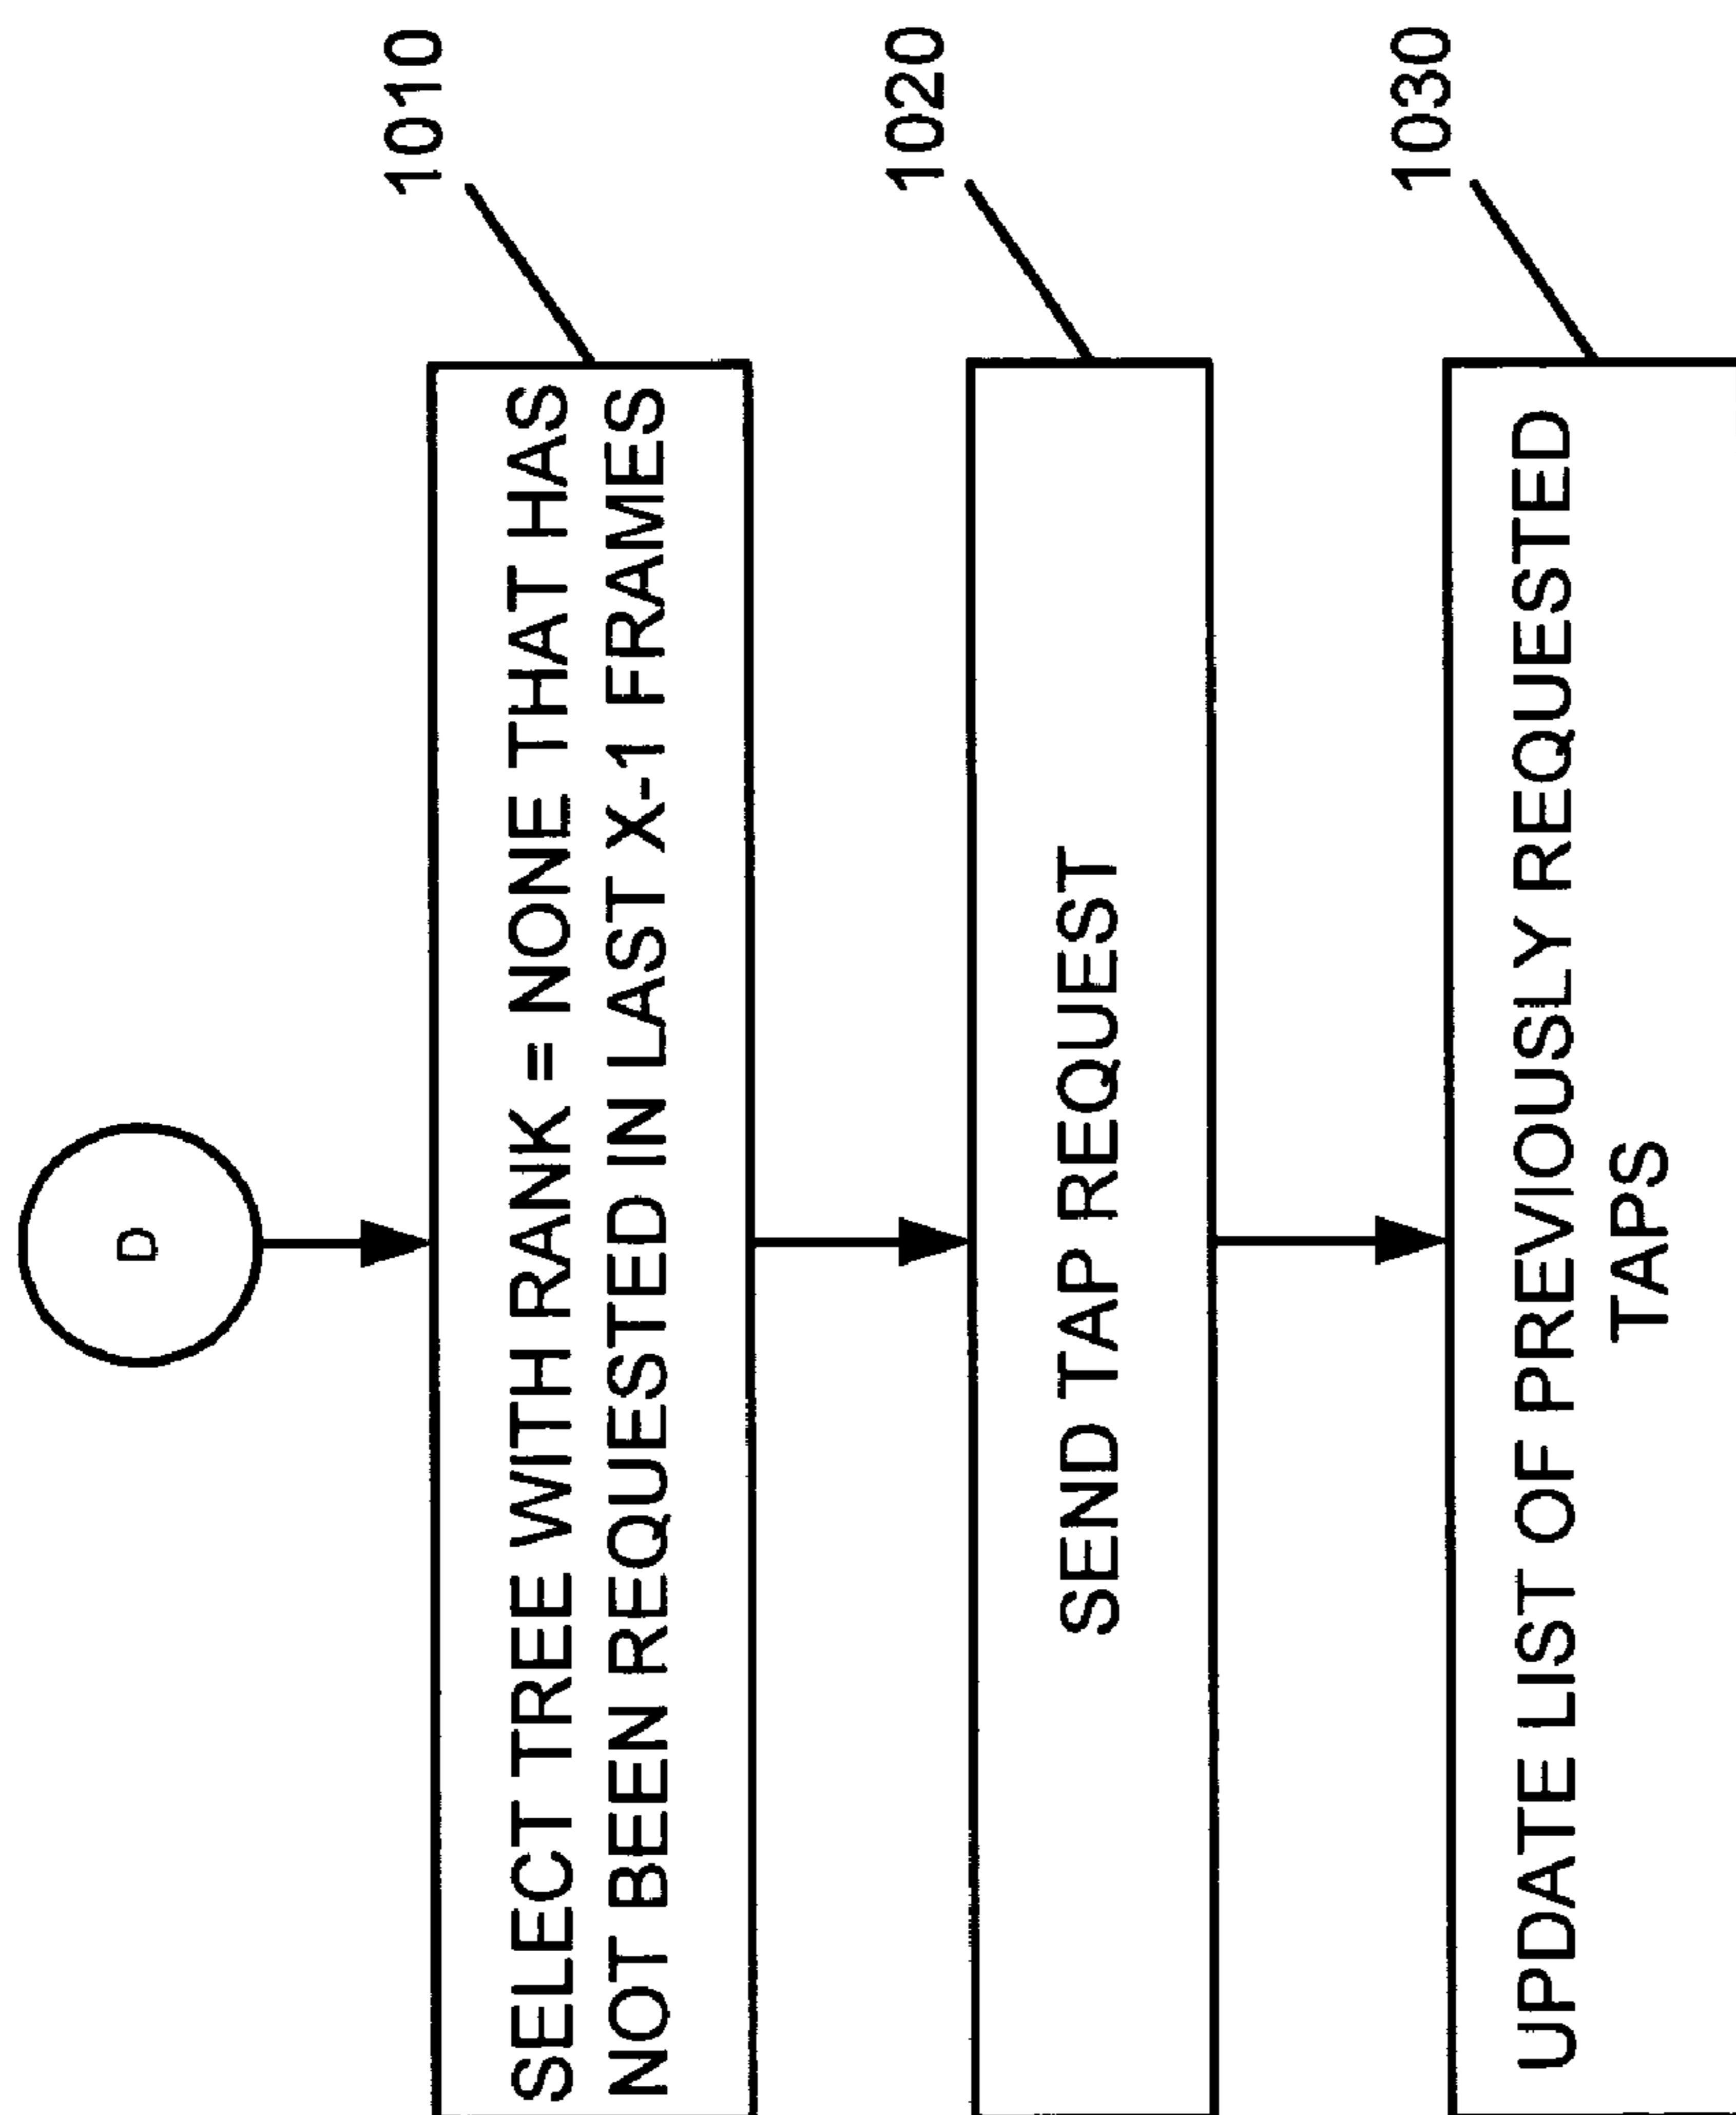 D
SELECT TREE WITH RANK = NONE THAT HAS
NOT BEEN REQUESTED IN LAST X-1 FRAMES
1010
SEND TAP REQUEST
1020
UPDATE LIST OF PREVIOUSLY REQUESTED
TAPS
1030